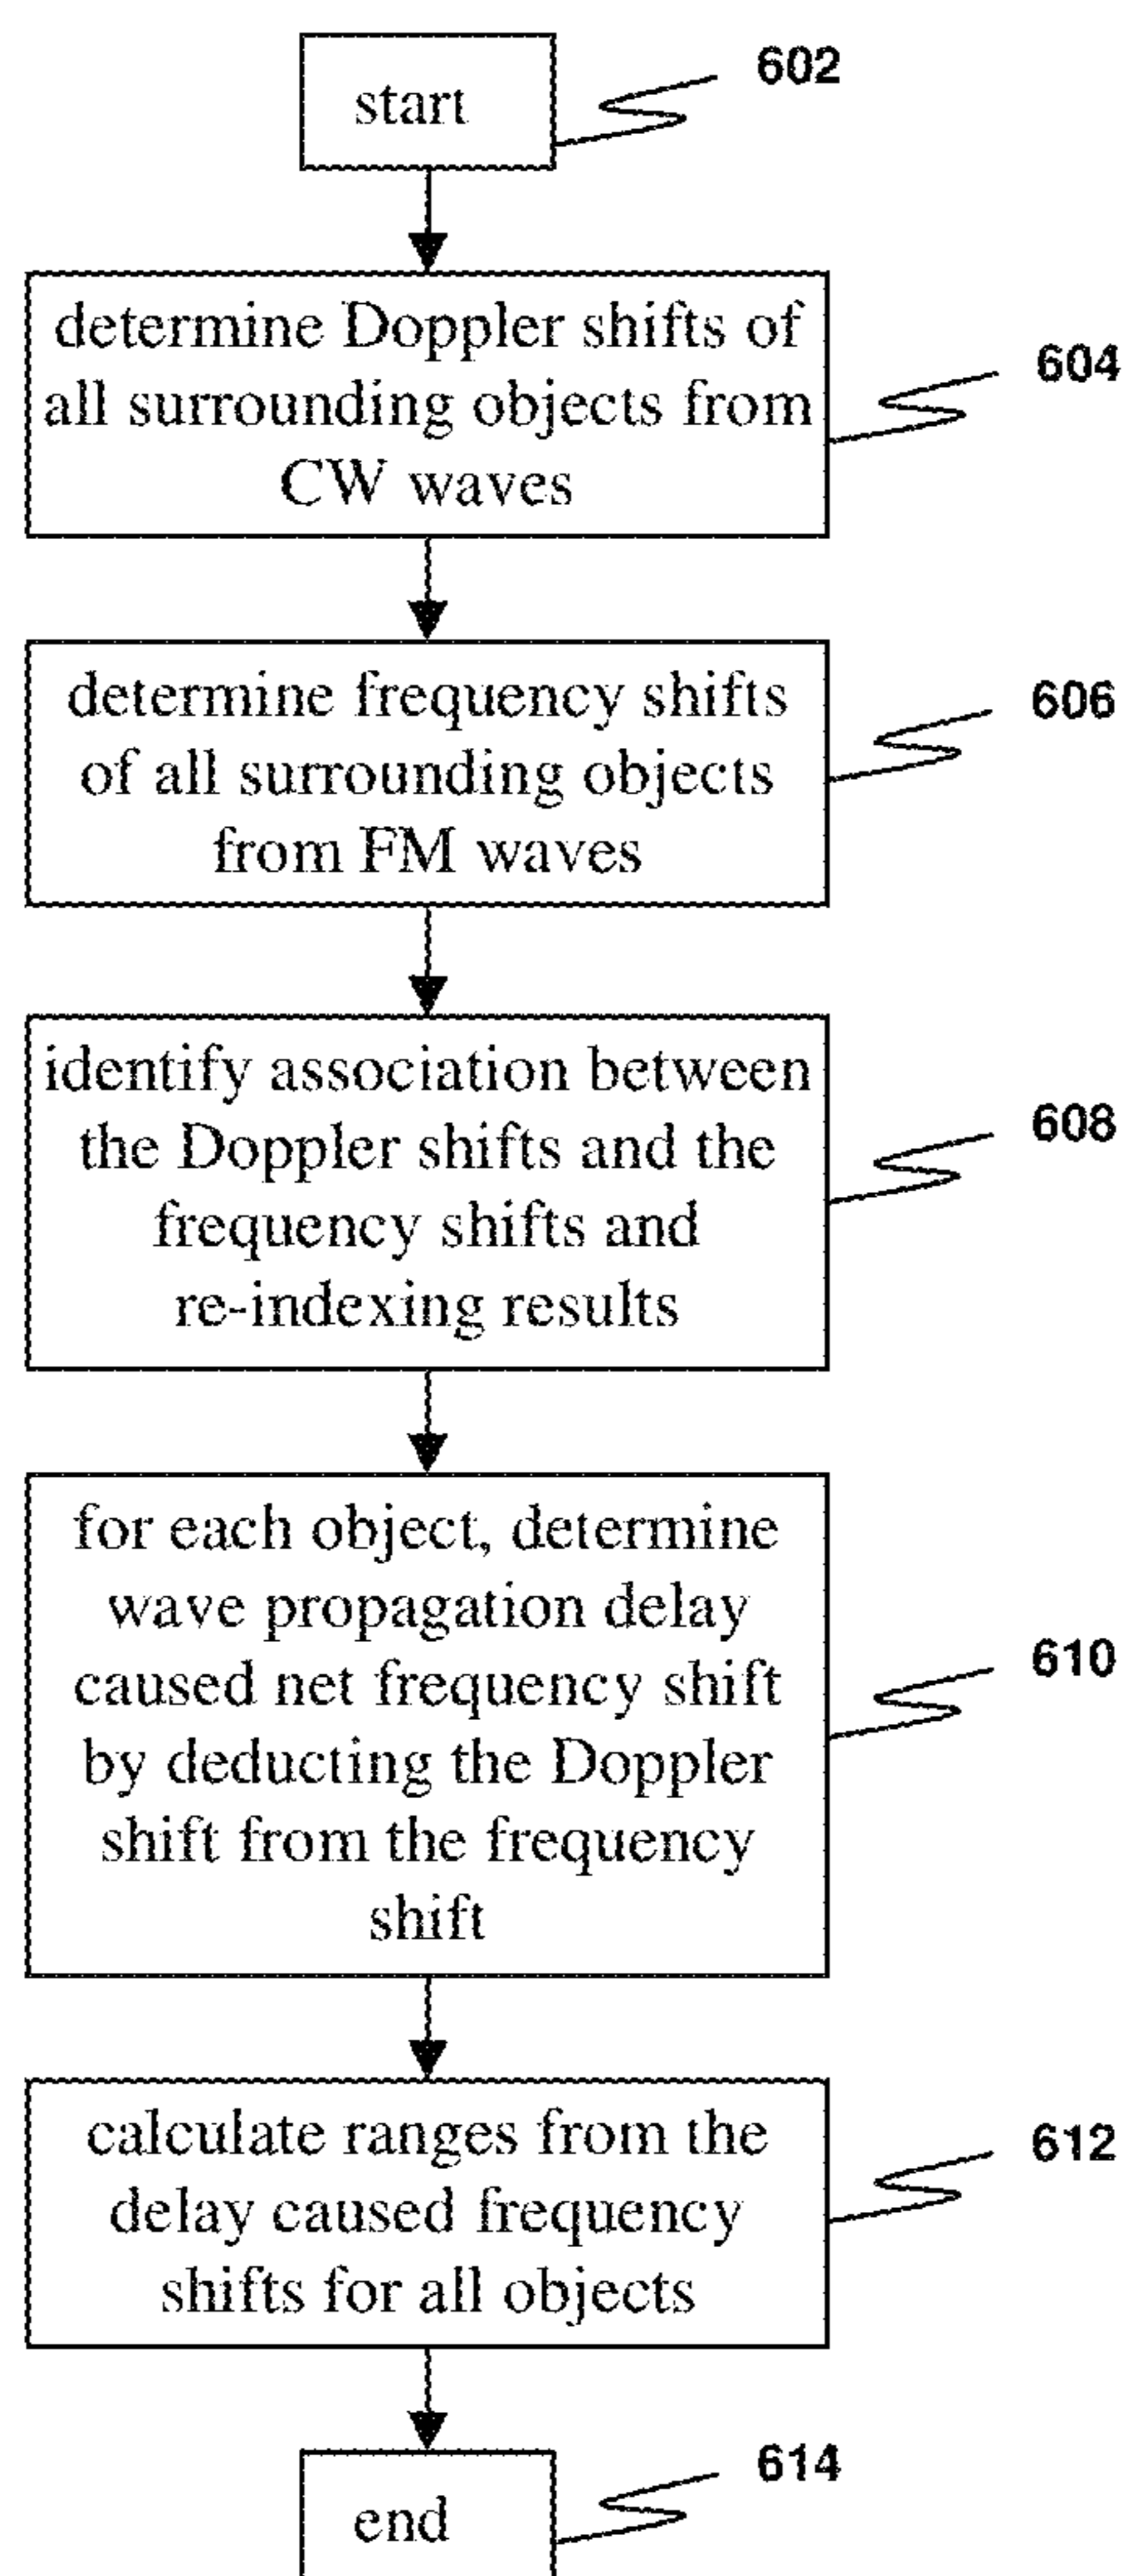 start
602
determine Doppler shifts of
all surrounding objects from
CW waves
604
determine frequency shifts
of all surrounding objects
from FM waves
606
identify association between
the Doppler shifts and the
frequency shifts and
re-indexing results
608
for each object, determine
wave propagation delay
caused net frequency shift
by deducting the Doppler
shift from the frequency
shift
610
calculate ranges from the
delay caused frequency
shifts for all objects
612
end
614